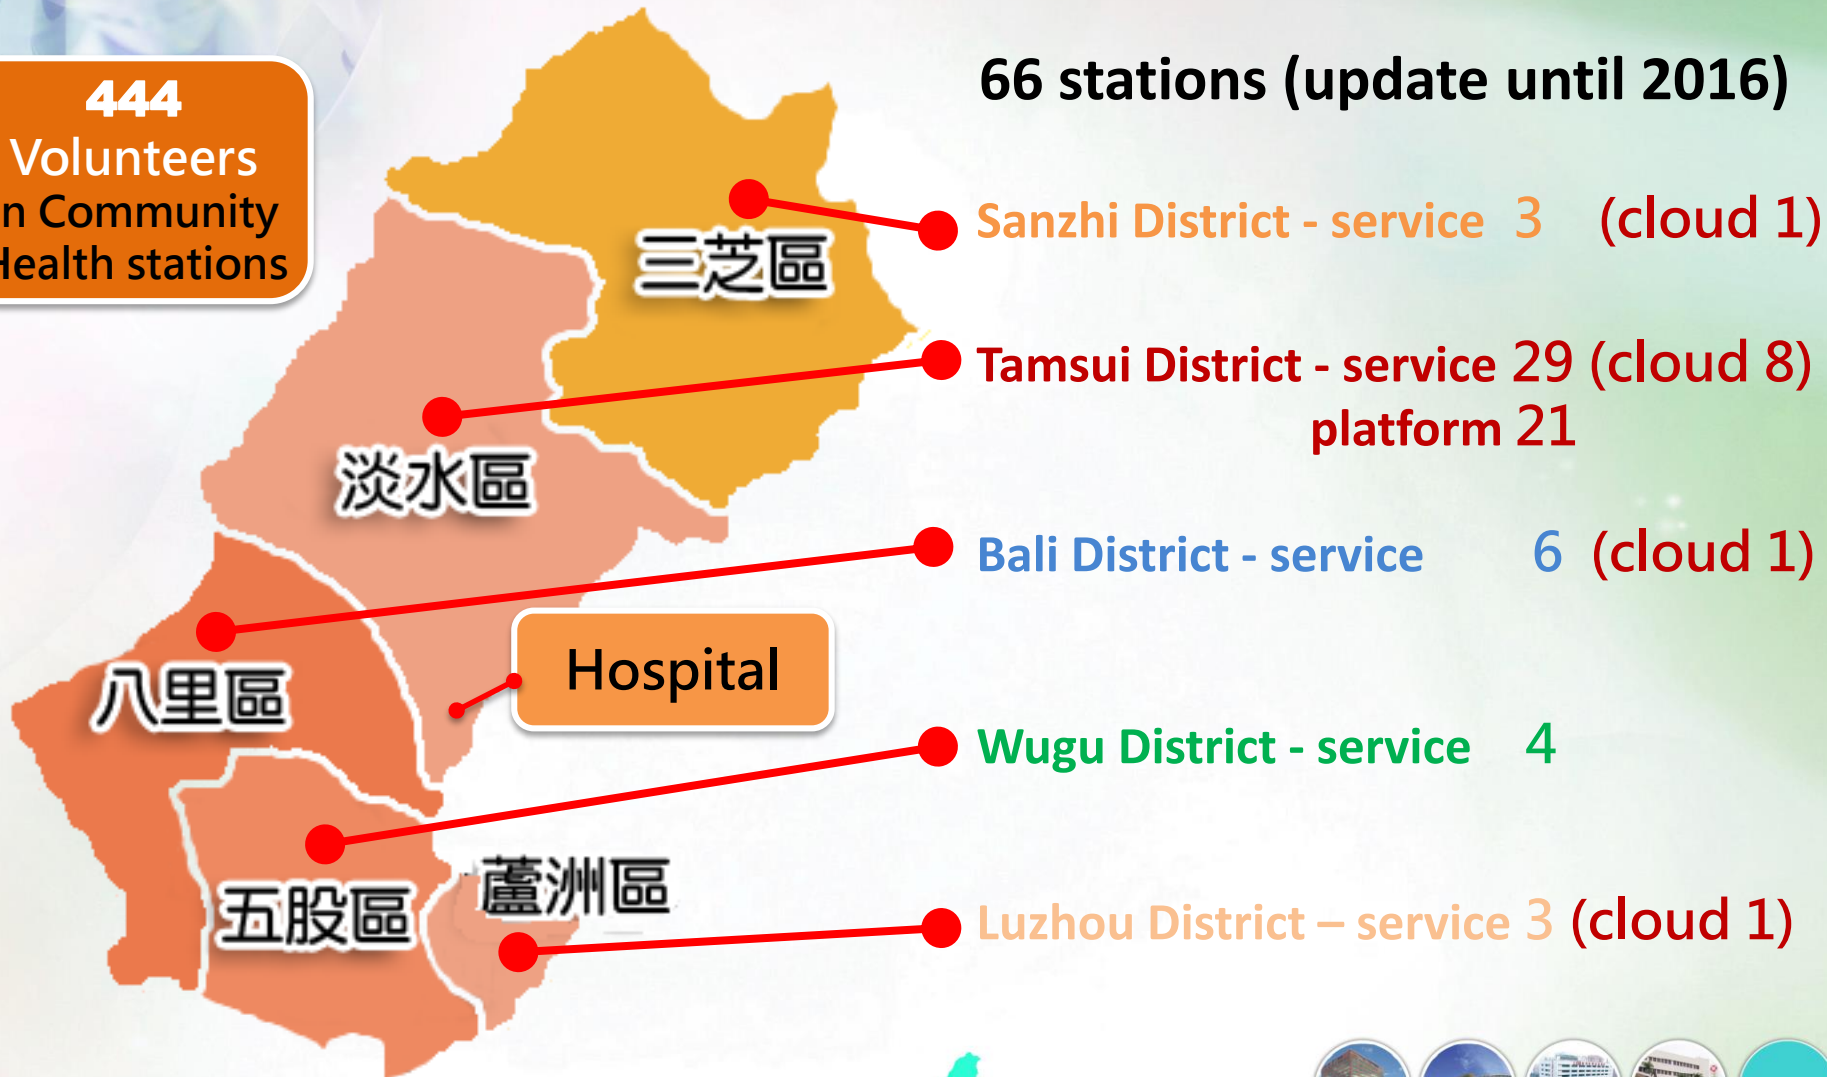 444
Volunteers
n Community
Health stations
66 stations (update until 2016)
三芝區
Sanzhi District - service 3 (cloud 1)
Tamsui District - service 29 (cloud 8)
platform 21
淡水區
Bali District - service 6 (cloud 1)
Hospital
八里區
Wugu District - service 4
蘆洲區
五股區
Luzhou District – service 3 (cloud 1)